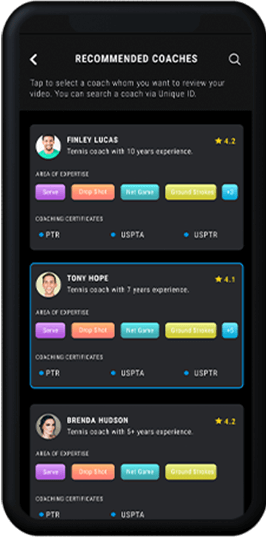 RECOMMENDED COACHES
Tap to select a coach whom you want to review your
video. You can search a coach via Unique ID.
FINLEY LUCAS
4.2
Tennis coach with 10 years experience.
AREA OF EXPERTISE
Serve Drop Shot Net Game Ground Strokes +3
COACHING CERTIFICATES
PTR USPTA USPTR
TONY HOPE
4.1
Tennis coach with 7 years experience.
AREA OF EXPERTISE
Serve Drop Shot Net Game Ground Strokes +5
COACHING CERTIFICATES
PTR USPTA USPTR
BRENDA HUDSON
4.2
Tennis coach with 5+ years experience.
AREA OF EXPERTISE
Serve Drop Shot Net Game Ground Strokes
COACHING CERTIFICATES
PTR USPTA